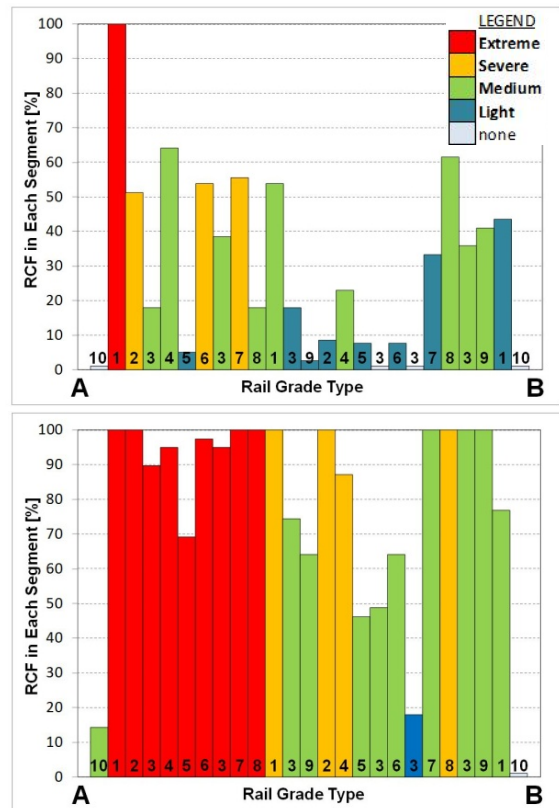 100
90
80
70
60
50
40
30
20
10
0
RCF in Each Segment [%]
LEGEND
Extreme
Severe
Medium
Light
none
10 1 2 3 4 5 6 3 7 8 1 3 9 2 4 5 3 6 3 7 8 3 9 1 10
A Rail Grade Type B
100
90
80
70
60
50
40
30
20
10
0
RCF in Each Segment [%]
10 1 2 3 4 5 6 3 7 8 1 3 9 2 4 5 3 6 3 7 8 3 9 1 10
A Rail Grade Type B